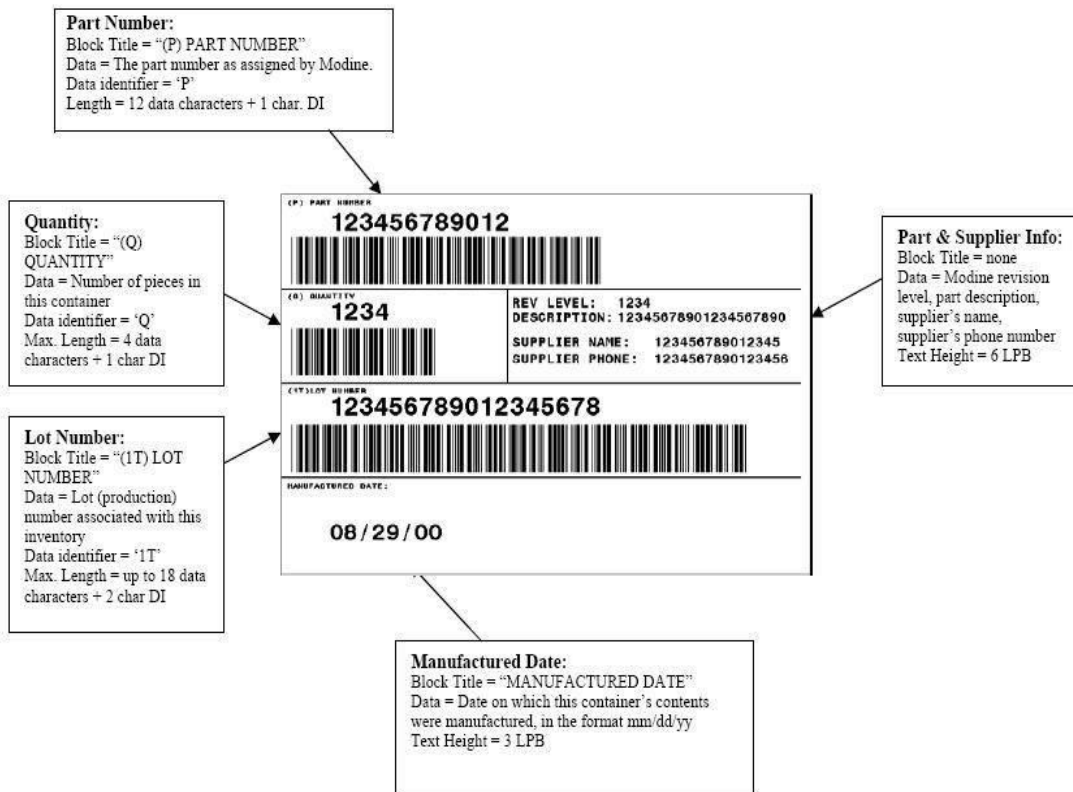 Part Number:
Block Title = “(P) PART NUMBER”
Data = The part number as assigned by Modine.
Data identifier = ‘P’
Length = 12 data characters + 1 char. DI
Quantity:
Block Title = “(Q)
QUANTITY”
Data = Number of pieces in
this container
Data identifier = ‘Q’
Max. Length = 4 data
characters + 1 char DI
Lot Number:
Block Title = “(1T) LOT
NUMBER”
Data = Lot (production)
number associated with this
inventory
Data identifier = ‘1T’
Max. Length = up to 18 data
characters + 2 char DI
(P) PART NUMBER
123456789012
(Q) QUANTITY
1234
REV LEVEL: 1234
DESCRIPTION: 12345678901234567890
SUPPLIER NAME: 123456789012345
SUPPLIER PHONE: 1234567890123456
(1T)LOT NUMBER
123456789012345678
MANUFACTURED DATE:
08/29/00
Part & Supplier Info:
Block Title = none
Data = Modine revision
level, part description,
supplier’s name,
supplier’s phone number
Text Height = 6 LPB
Manufactured Date:
Block Title = “MANUFACTURED DATE”
Data = Date on which this container’s contents
were manufactured, in the format mm/dd/yy
Text Height = 3 LPB